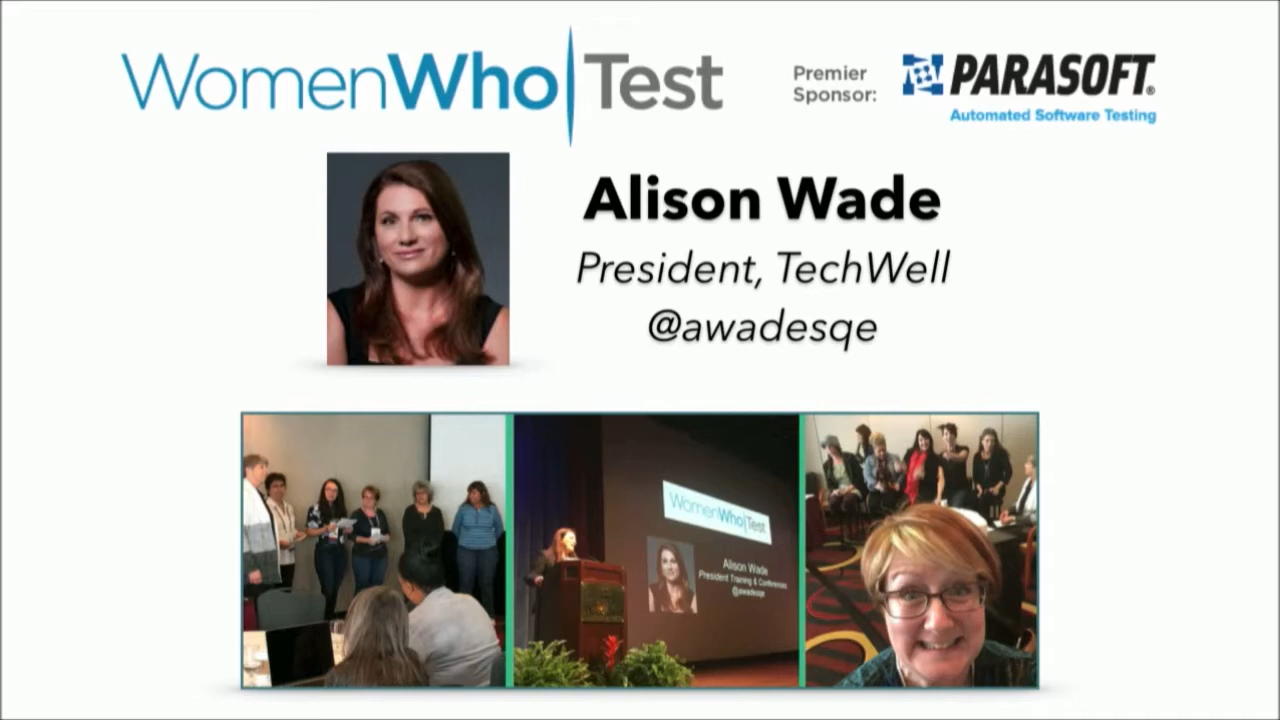 WomenWho|Test
Premier
Sponsor:
PARASOFT®
Automated Software Testing
Alison Wade
President, TechWell
@awadesqe
WomenWho|Test
Alison Wade
President Training & Conferences
@awadesqe